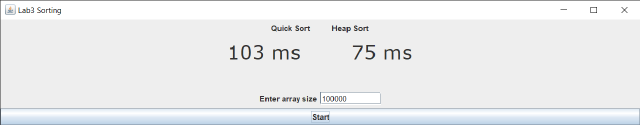 Lab3 Sorting
Quick Sort Heap Sort
103 ms 75 ms
Enter array size 100000
Start